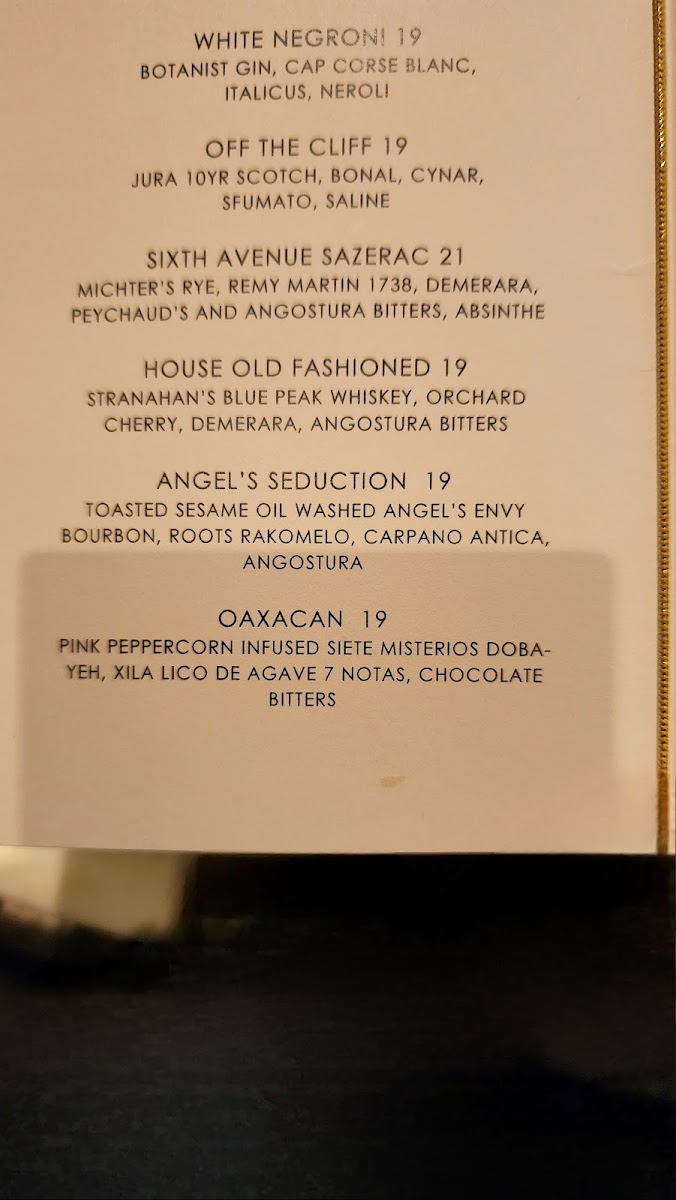 WHITE NEGRONI 19
BOTANIST GIN, CAP CORSE BLANC,
ITALICUS, NEROLI
OFF THE CLIFF 19
JURA 10YR SCOTCH, BONAL, CYNAR,
SFUMATO, SALINE
SIXTH AVENUE SAZERAC 21
MICHTER'S RYE, REMY MARTIN 1738, DEMERARA,
PEYCHAUD'S AND ANGOSTURA BITTERS, ABSINTHE
HOUSE OLD FASHIONED 19
STRANAHAN'S BLUE PEAK WHISKEY, ORCHARD
CHERRY, DEMERARA, ANGOSTURA BITTERS
ANGEL'S SEDUCTION 19
TOASTED SESAME OIL WASHED ANGEL'S ENVY
BOURBON, ROOTS RAKOMELO, CARPANO ANTICA,
ANGOSTURA
OAXACAN 19
PINK PEPPERCORN INFUSED SIETE MISTERIOS DOBA-
YEH, XILA LICO DE AGAVE 7 NOTAS, CHOCOLATE
BITTERS